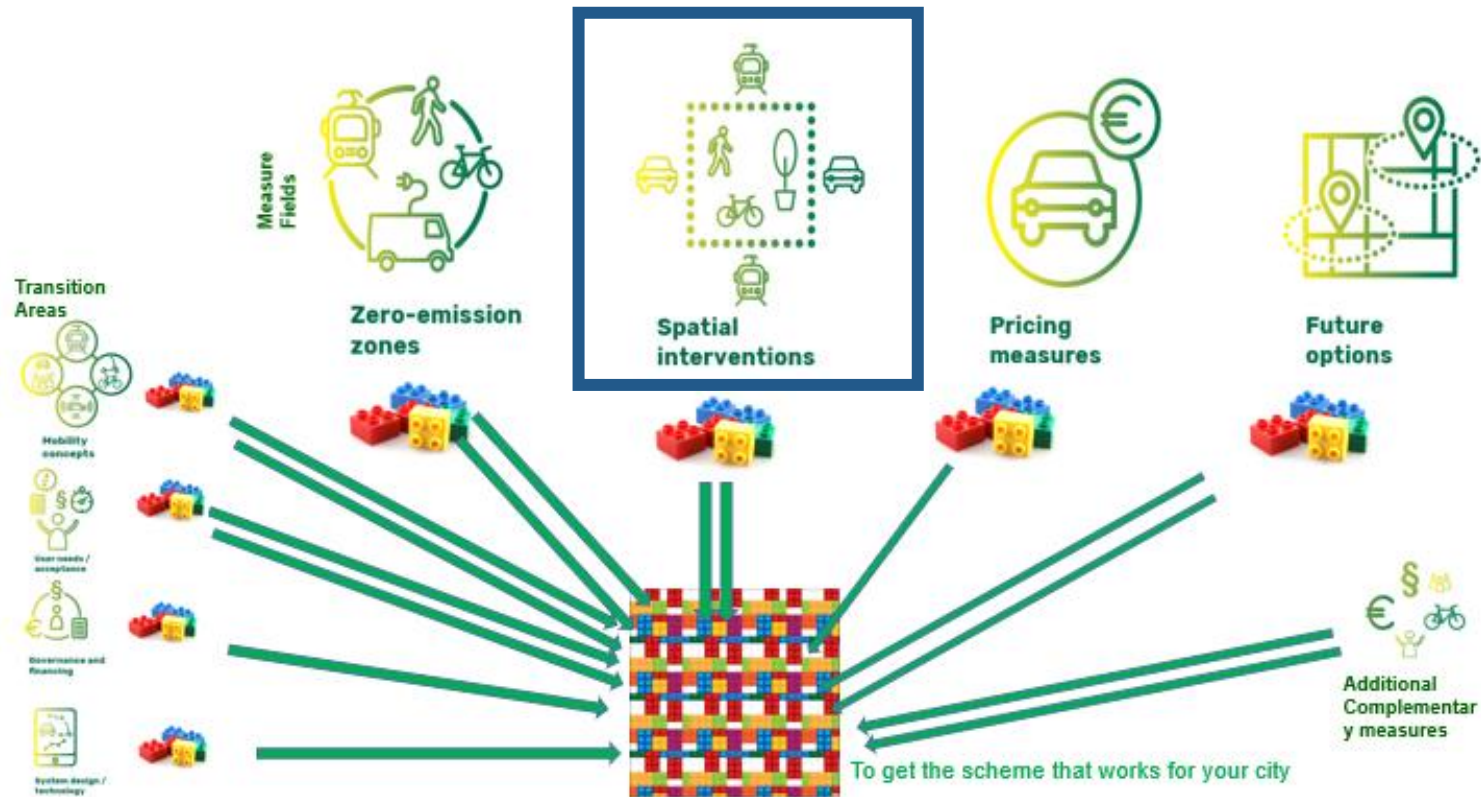 Measure
Fields
Transition
Areas
Zero-emission
zones
Spatial
interventions
Pricing
measures
Future
options
Mobility
concepts
User needs /
acceptance
Governance and
financing
System design /
technology
Additional
Complementar
y measures
To get the scheme that works for your city